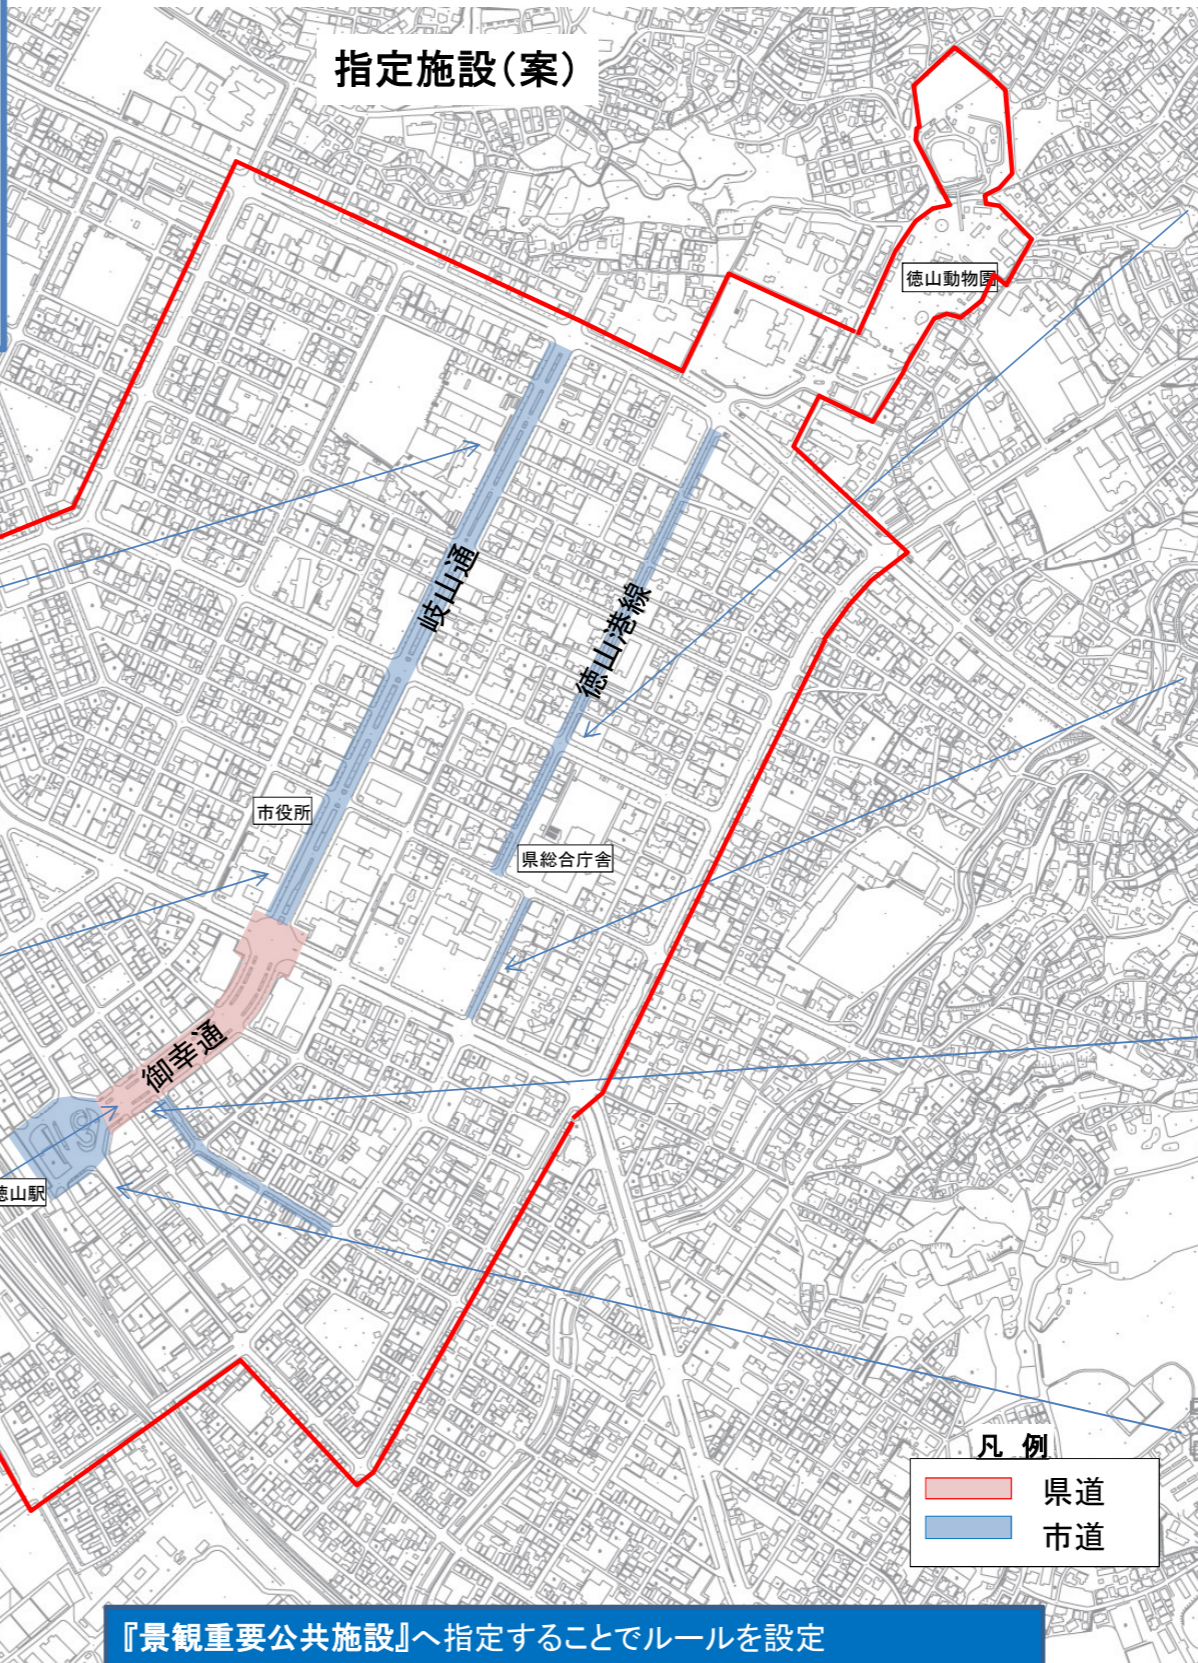 指定施設(案)
徳山動物園
岐山通
徳山港線
市役所
県総合庁舎
御幸通
徳山駅
凡 例
県道
市道
『景観重要公共施設』へ指定することでルールを設定